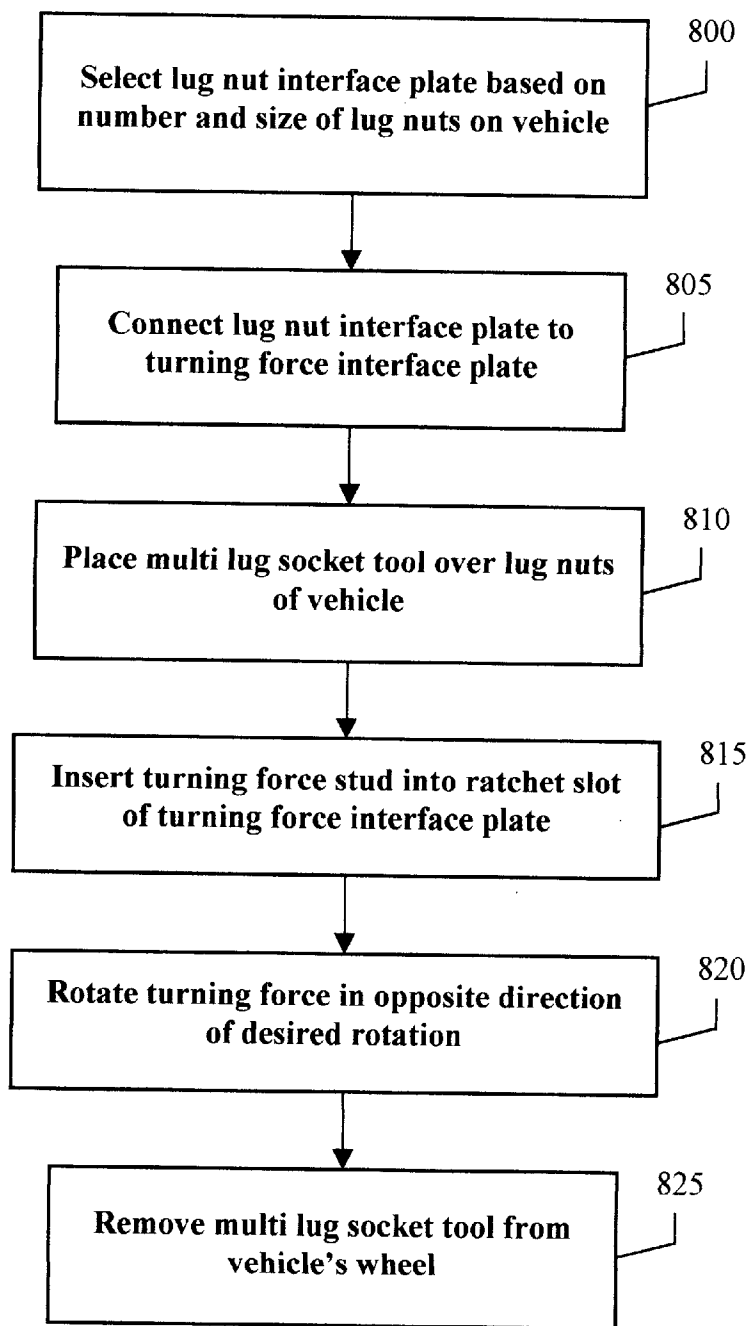 800
Select lug nut interface plate based on
number and size of lug nuts on vehicle
805
Connect lug nut interface plate to
turning force interface plate
810
Place multi lug socket tool over lug nuts
of vehicle
815
Insert turning force stud into ratchet slot
of turning force interface plate
820
Rotate turning force in opposite direction
of desired rotation
825
Remove multi lug socket tool from
vehicle's wheel